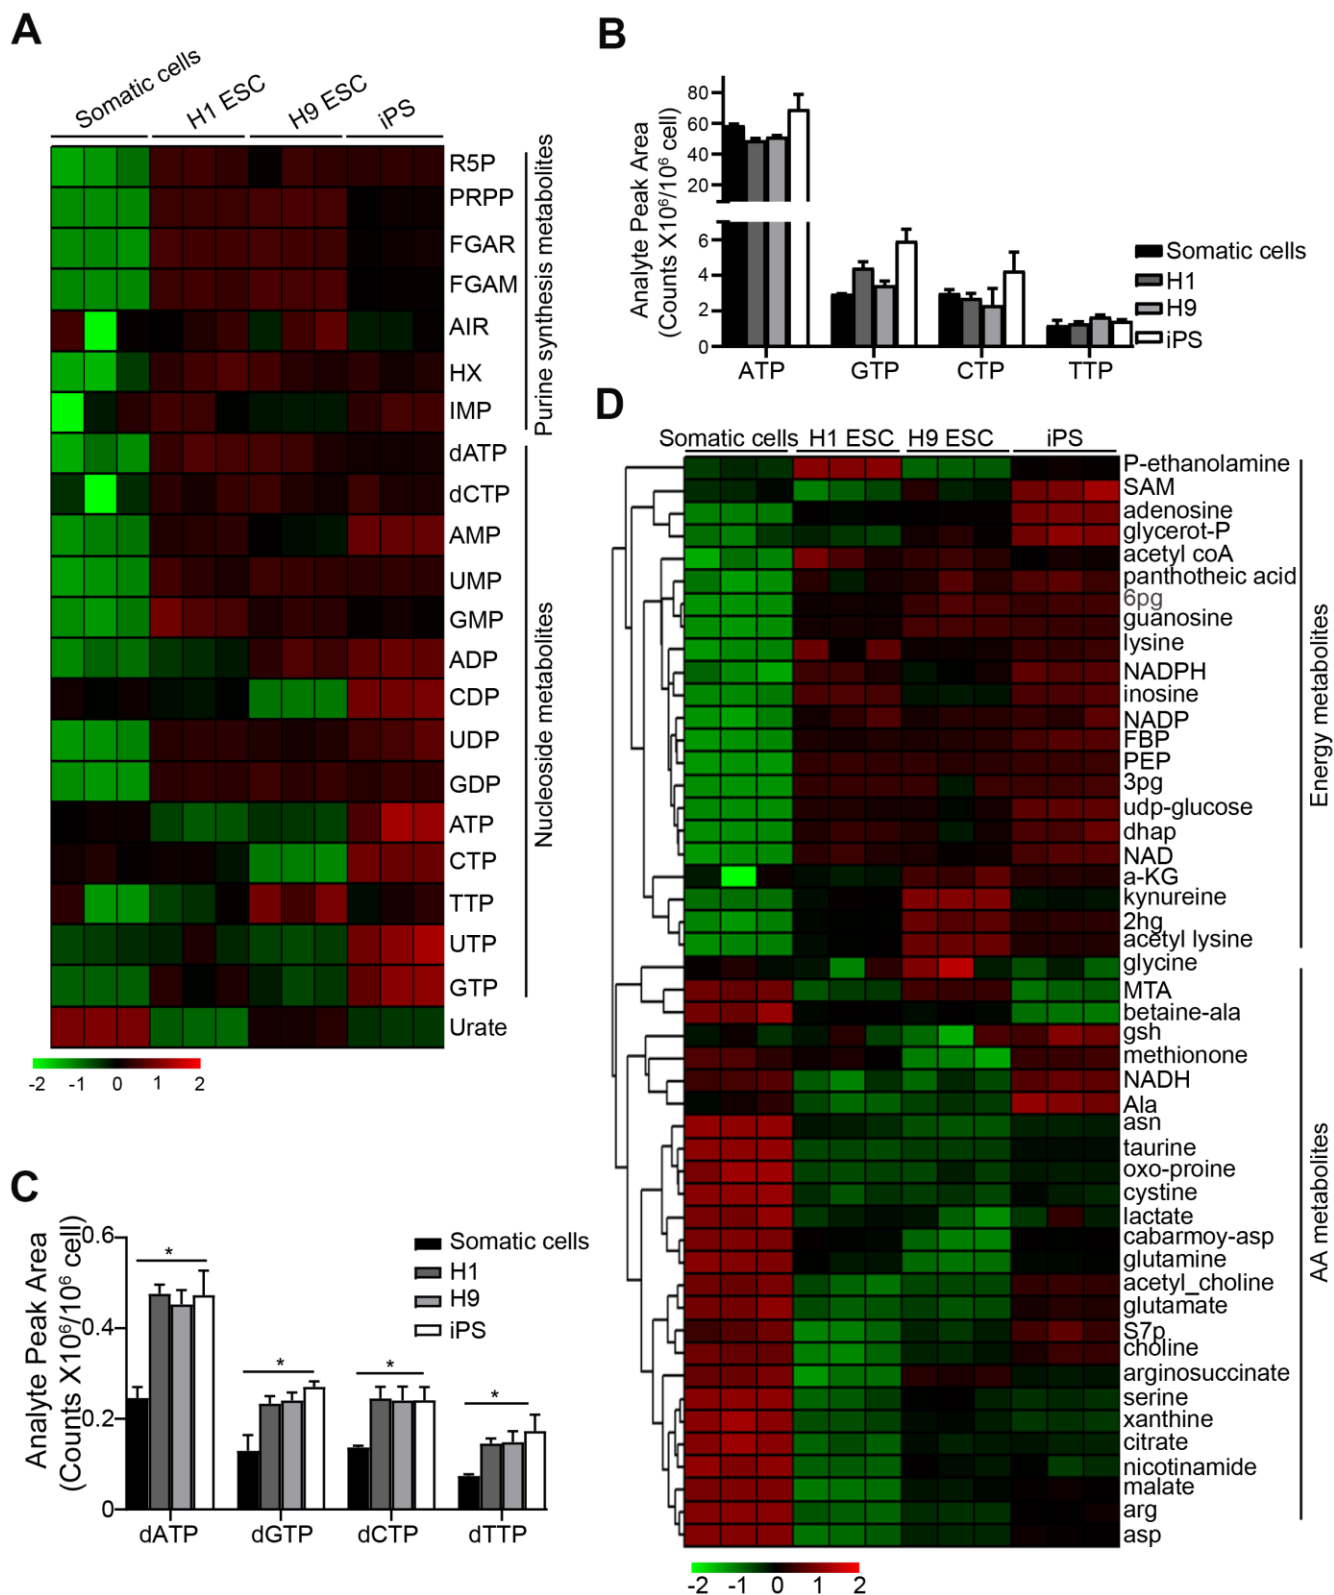 A
Somatic cells
H1 ESC
H9 ESC
iPS
R5P
PRPP
FGAR
FGAM
AIR
HX
IMP
dATP
dCTP
AMP
UMP
GMP
ADP
CDP
UDP
GDP
ATP
CTP
TTP
UTP
GTP
Urate
Purine synthesis metabolites
Nucleoside metabolites
-2 -1 0 1 2
B
Analyte Peak Area
(Counts X10⁶/10⁶ cell)
80
60
40
20
6
4
2
0
ATP GTP CTP TTP
Somatic cells
H1
H9
iPS
C
Analyte Peak Area
(Counts X10⁶/10⁶ cell)
0.6
0.4
0.2
0
* * * *
dATP dGTP dCTP dTTP
Somatic cells
H1
H9
iPS
D
Somatic cells H1 ESC H9 ESC iPS
P-ethanolamine
SAM
adenosine
glycerot-P
acetyl coA
panthotheic acid
6pg
guanosine
lysine
NADPH
inosine
NADP
FBP
PEP
3pg
udp-glucose
dhap
NAD
a-KG
kynureine
2hg
acetyl lysine
glycine
MTA
betaine-ala
gsh
methionone
NADH
Ala
asn
taurine
oxo-proine
cystine
lactate
cabarmoy-asp
glutamine
acetyl_choline
glutamate
S7p
choline
arginosuccinate
serine
xanthine
citrate
nicotinamide
malate
arg
asp
Energy metabolites
AA metabolites
-2 -1 0 1 2